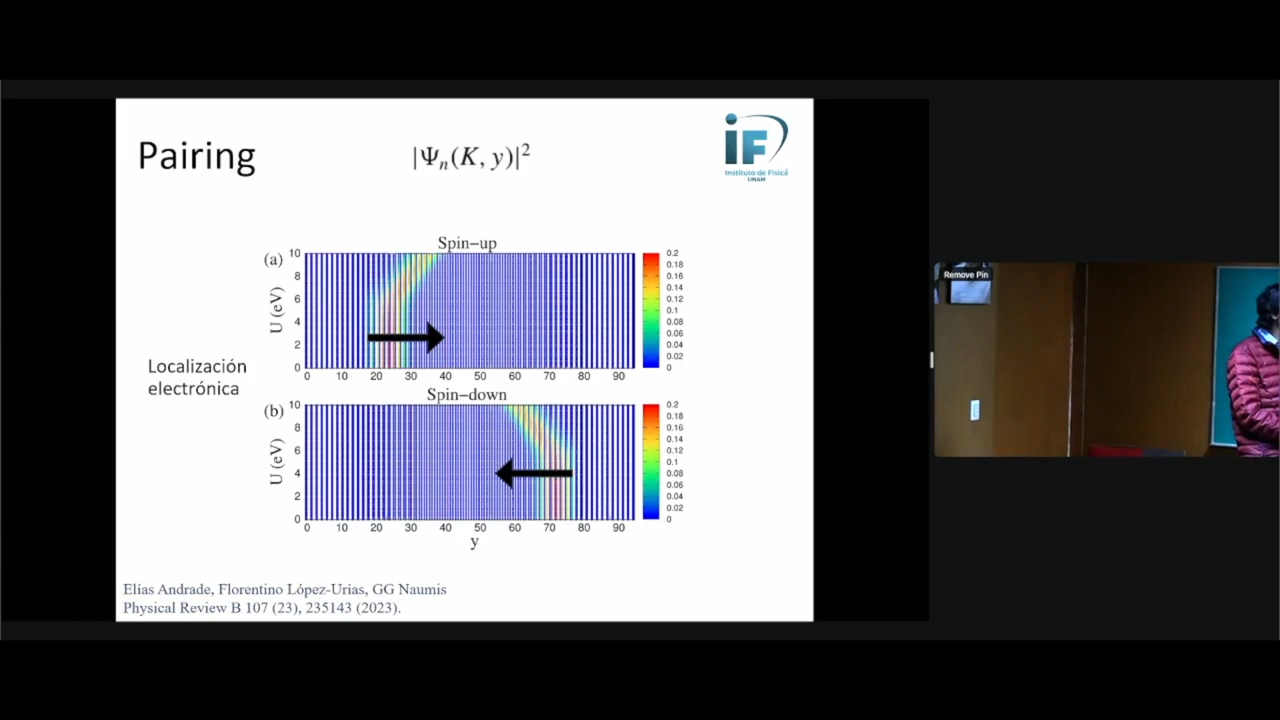 Pairing
|Ψn(K, y)|²
iF
Instituto de Física
UNAM
Spin−up
(a)
U (eV)
10
8
6
4
2
0
0 10 20 30 40 50 60 70 80 90
0.2
0.18
0.16
0.14
0.12
0.1
0.08
0.06
0.04
0.02
0
Localización
electrónica
Spin−down
(b)
U (eV)
10
8
6
4
2
0
0 10 20 30 40 50 60 70 80 90
y
0.2
0.18
0.16
0.14
0.12
0.1
0.08
0.06
0.04
0.02
0
Elías Andrade, Florentino López-Urías, GG Naumis
Physical Review B 107 (23), 235143 (2023).
Remove Pin